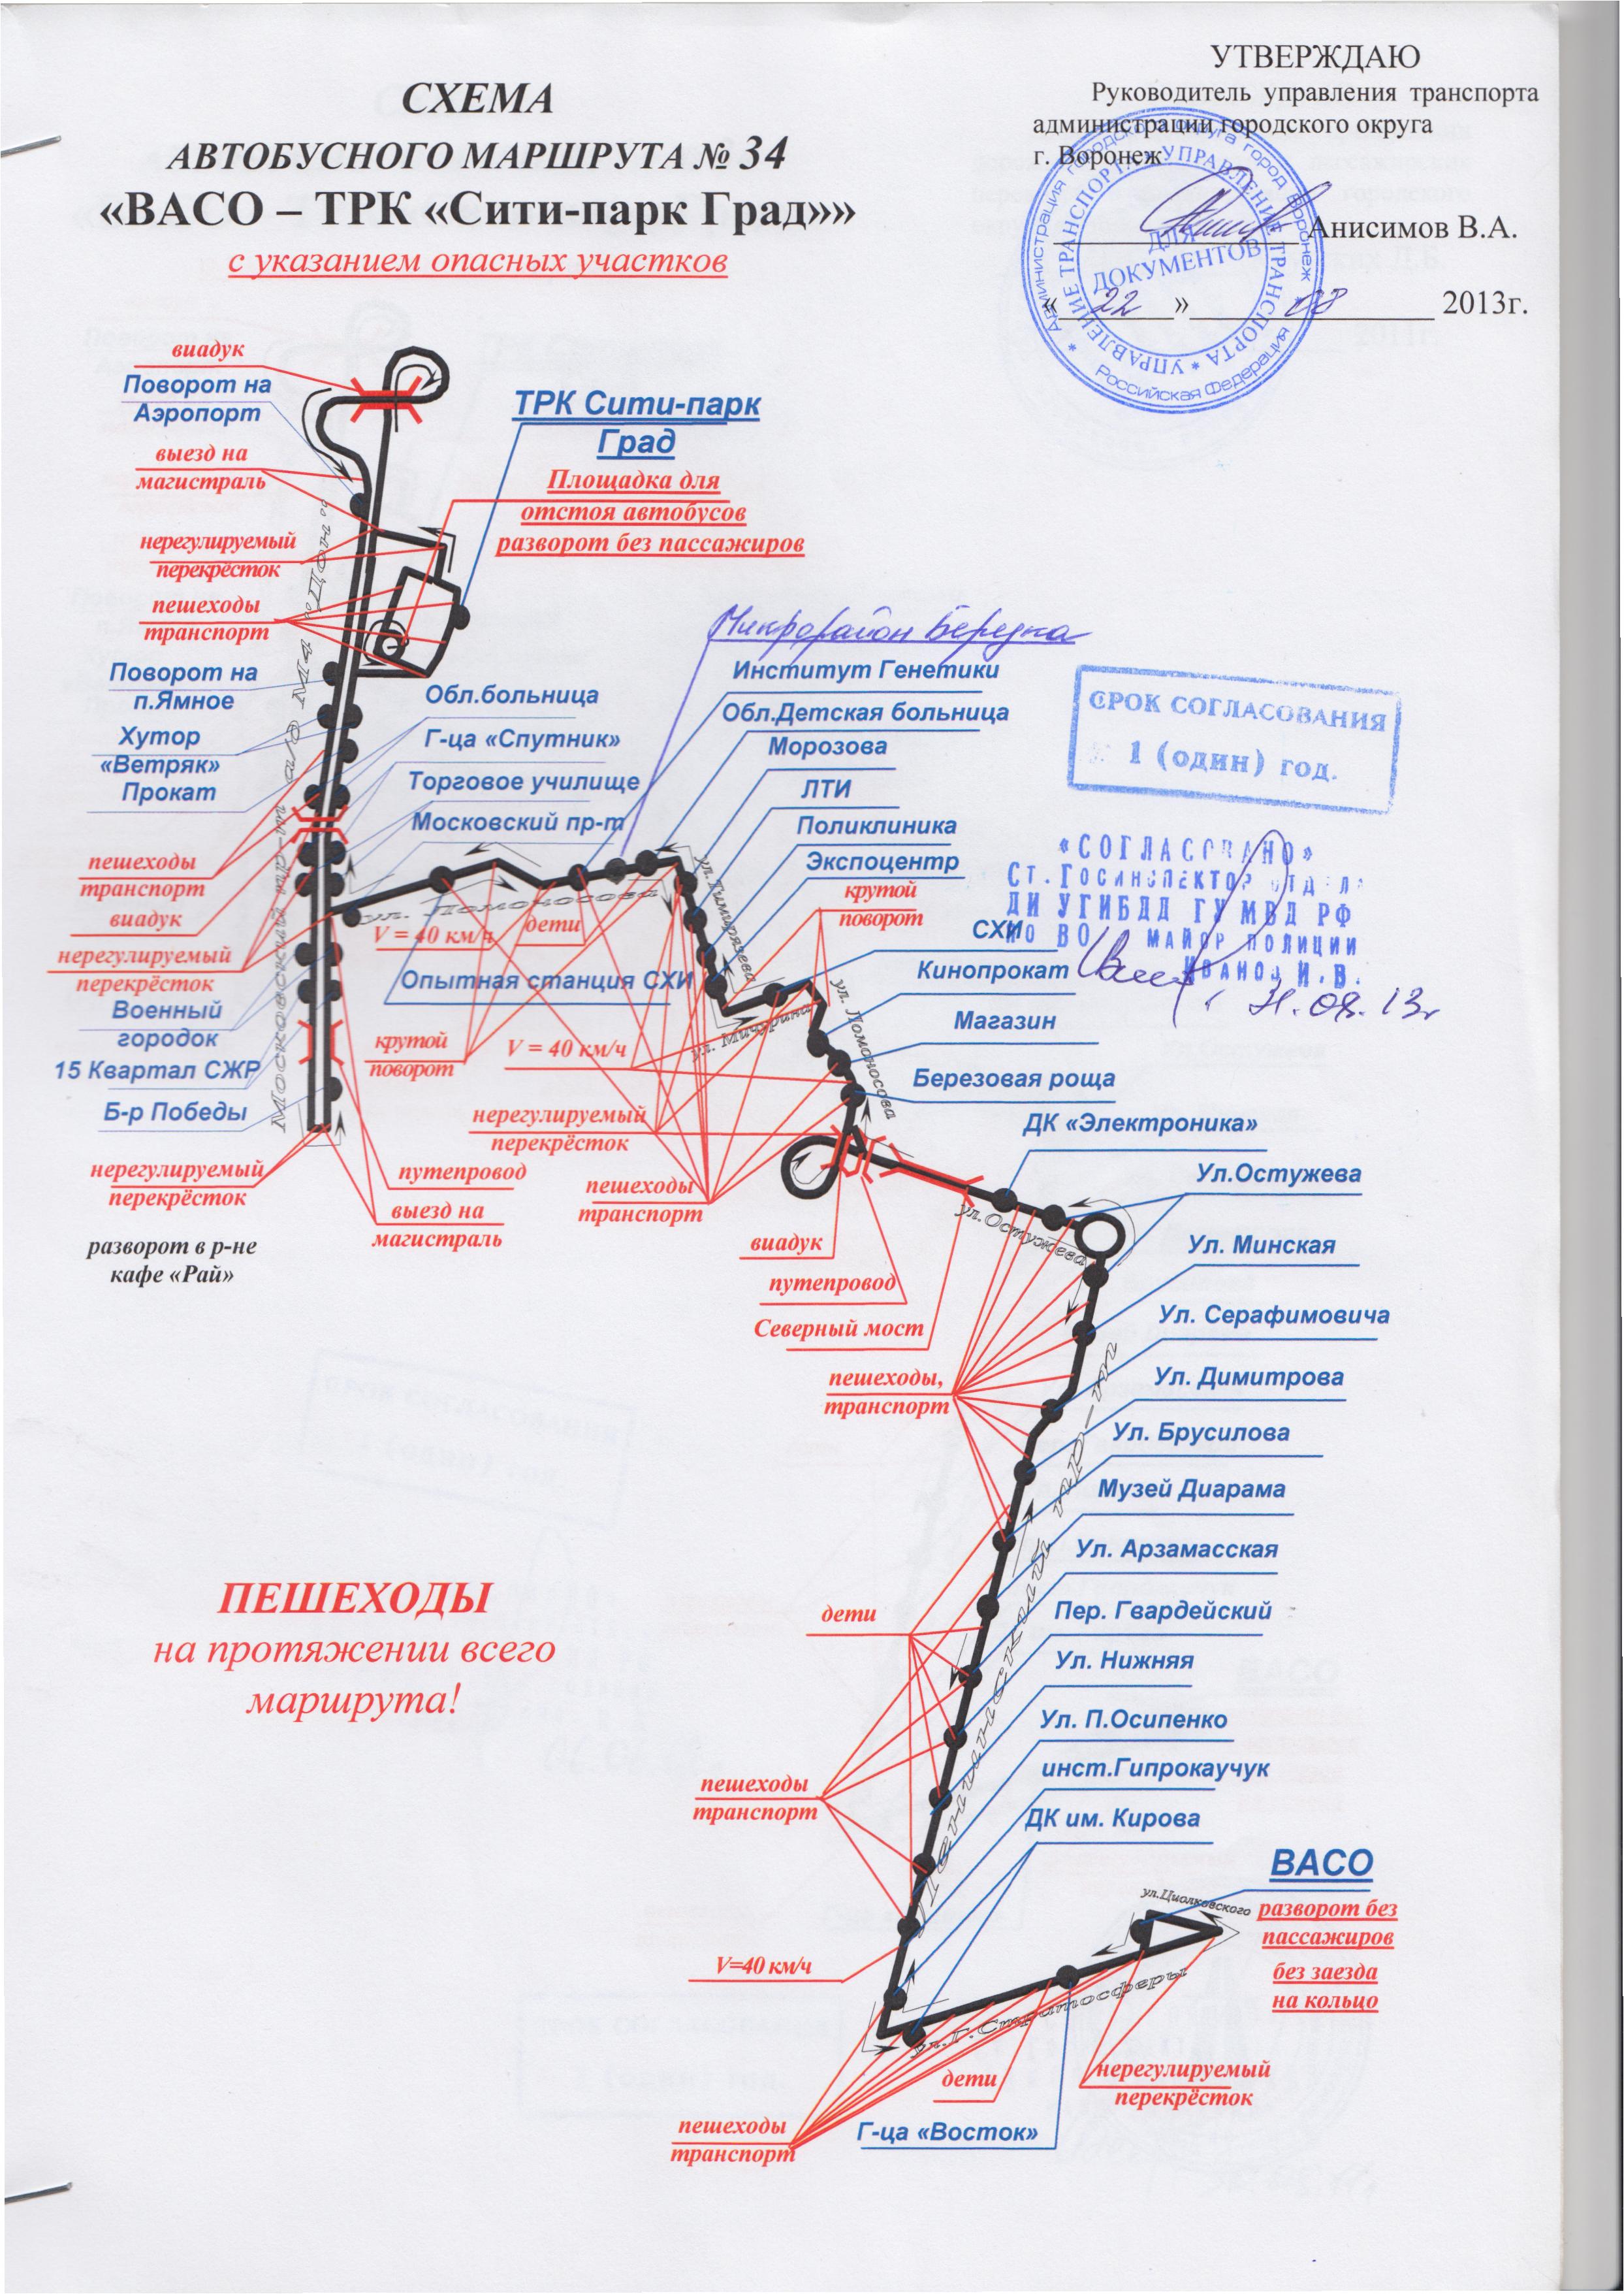 УТВЕРЖДАЮ
Руководитель управления транспорта
администрации городского округа
г. Воронеж
Анисимов В.А.
« 22 » 08 2013г.
Администрация городского округа город Воронеж * Российская Федерация *
УПРАВЛЕНИЕ ТРАНСПОРТА * УПРАВЛЕНИЕ ТРАНСПОРТА *
ДЛЯ
ДОКУМЕНТОВ
СХЕМА
АВТОБУСНОГО МАРШРУТА № 34
«ВАСО – ТРК «Сити-парк Град»»
с указанием опасных участков
виадук
Поворот на
Аэропорт
выезд на
магистраль
нерегулируемый
перекрёсток
пешеходы
транспорт
Поворот на
п.Ямное
Хутор
«Ветряк»
Прокат
пешеходы
транспорт
виадук
нерегулируемый
перекрёсток
Военный
городок
15 Квартал СЖР
Б-р Победы
нерегулируемый
перекрёсток
разворот в р-не
кафе «Рай»
Московский пр-т а/д М4 "Дон"
ТРК Сити-парк
Град
Площадка для
отстоя автобусов
разворот без пассажиров
Обл.больница
Г-ца «Спутник»
Торговое училище
Московский пр-т
ул. Ломоносова
V = 40 км/ч
дети
Опытная станция СХИ
крутой
поворот
V = 40 км/ч
нерегулируемый
перекрёсток
путепровод
выезд на
магистраль
пешеходы
транспорт
Микрорайон Березка
Институт Генетики
Обл.Детская больница
Морозова
ЛТИ
Поликлиника
Экспоцентр
крутой
поворот
СХИ
Кинопрокат
Магазин
Березовая роща
ул. Тимирязева
ул. Мичурина
ул. Ломоносова
СРОК СОГЛАСОВАНИЯ
1 (один) год.
«СОГЛАСОВАНО»
Ст.Госинспектор отдела
ДИ УГИБДД ГУ МВД РФ
по ВО майор полиции
Иванов И.В.
21.08.13г
ДК «Электроника»
Ул.Остужева
Ул. Минская
Ул. Серафимовича
Ул. Димитрова
Ул. Брусилова
Музей Диарама
Ул. Арзамасская
Пер. Гвардейский
Ул. Нижняя
Ул. П.Осипенко
инст.Гипрокаучук
ДК им. Кирова
ул.Остужева
виадук
путепровод
Северный мост
пешеходы,
транспорт
Ленинский пр-т
дети
пешеходы
транспорт
V=40 км/ч
ПЕШЕХОДЫ
на протяжении всего
маршрута!
ВАСО
ул.Циолковского
разворот без
пассажиров
без заезда
на кольцо
ул.Г.Стратосферы
дети
нерегулируемый
перекрёсток
Г-ца «Восток»
пешеходы
транспорт